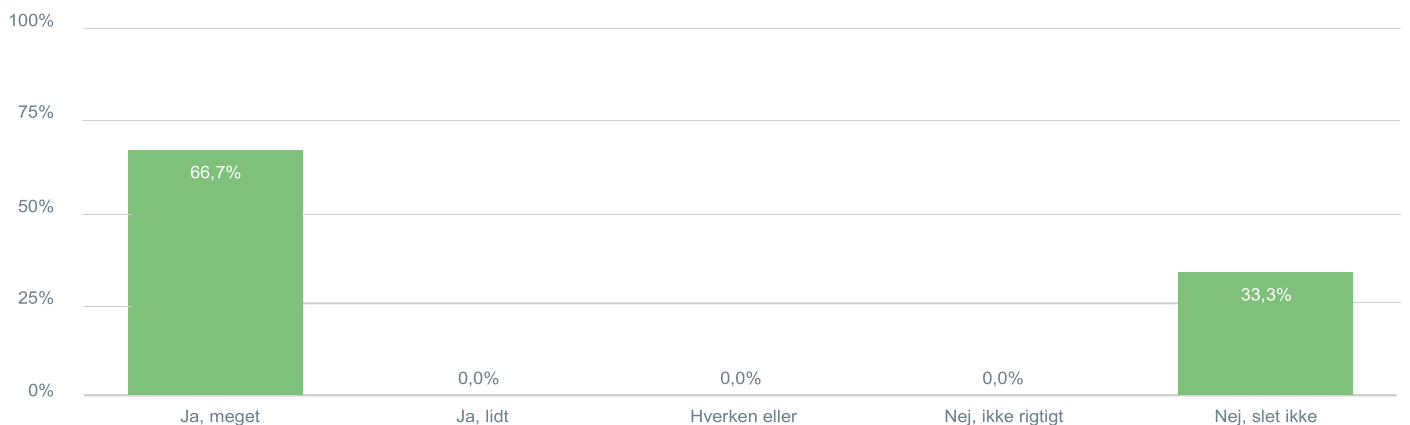 100%
75%
66,7%
50%
25%
33,3%
0%
0,0%
0,0%
0,0%
Ja, meget
Ja, lidt
Hverken eller
Nej, ikke rigtigt
Nej, slet ikke